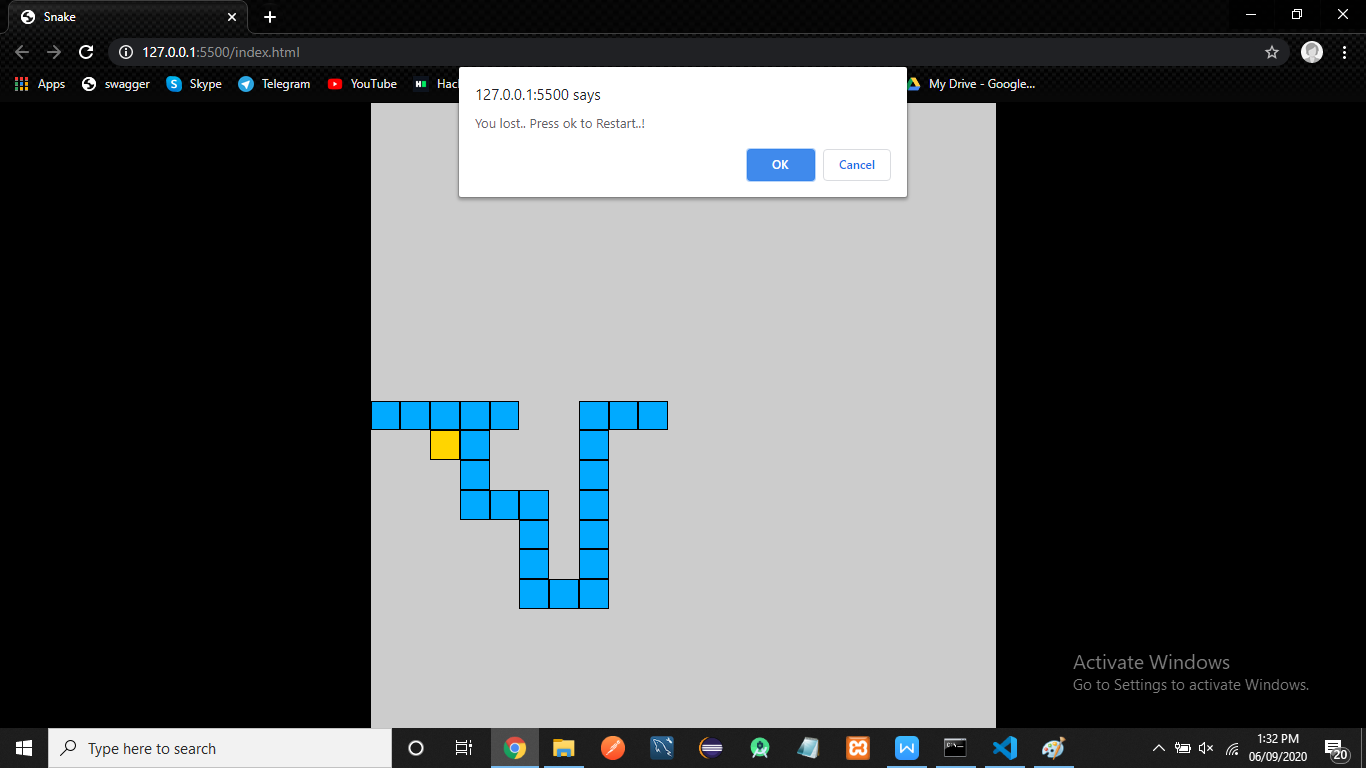 Snake
127.0.0.1:5500/index.html
Apps swagger Skype Telegram YouTube Hac My Drive - Google...
127.0.0.1:5500 says
You lost.. Press ok to Restart..!
OK Cancel
Activate Windows
Go to Settings to activate Windows.
Type here to search
1:32 PM
06/09/2020
20